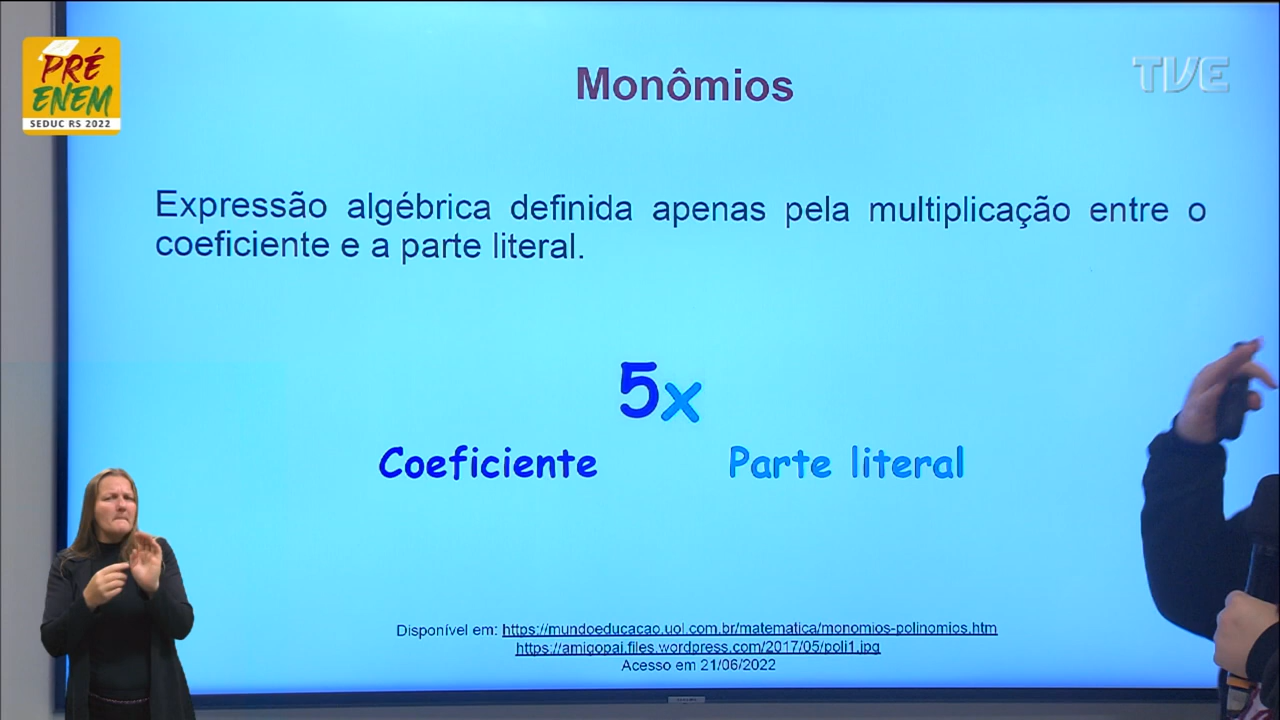 PRÉ
ENEM
SEDUC RS 2022
TVE
Monômios
Expressão algébrica definida apenas pela multiplicação entre o
coeficiente e a parte literal.
5x
Coeficiente Parte literal
Disponível em: https://mundoeducacao.uol.com.br/matematica/monomios-polinomios.htm
https://amigopai.files.wordpress.com/2017/05/poli1.jpg
Acesso em 21/06/2022